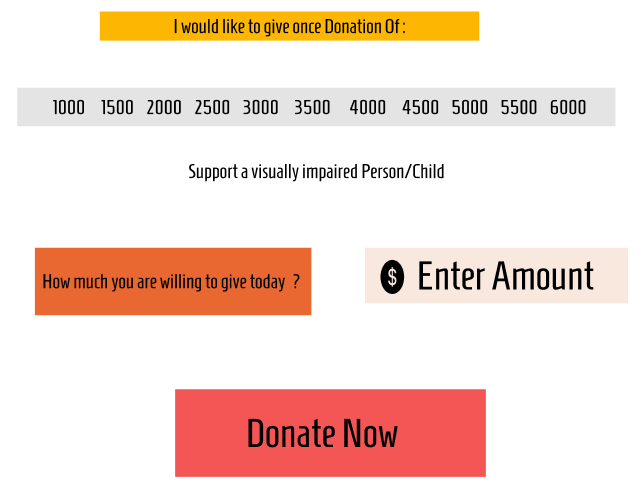 I would like to give once Donation Of :
1000 1500 2000 2500 3000 3500 4000 4500 5000 5500 6000
Support a visually impaired Person/Child
How much you are willing to give today ?
$ Enter Amount
Donate Now